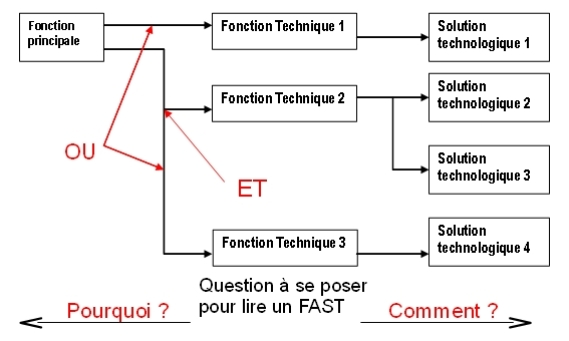 Fonction
principale
Fonction Technique 1
Solution
technologique 1
Fonction Technique 2
Solution
technologique 2
OU
ET
Solution
technologique 3
Fonction Technique 3
Solution
technologique 4
Question à se poser
pour lire un FAST
Pourquoi ?
Comment ?